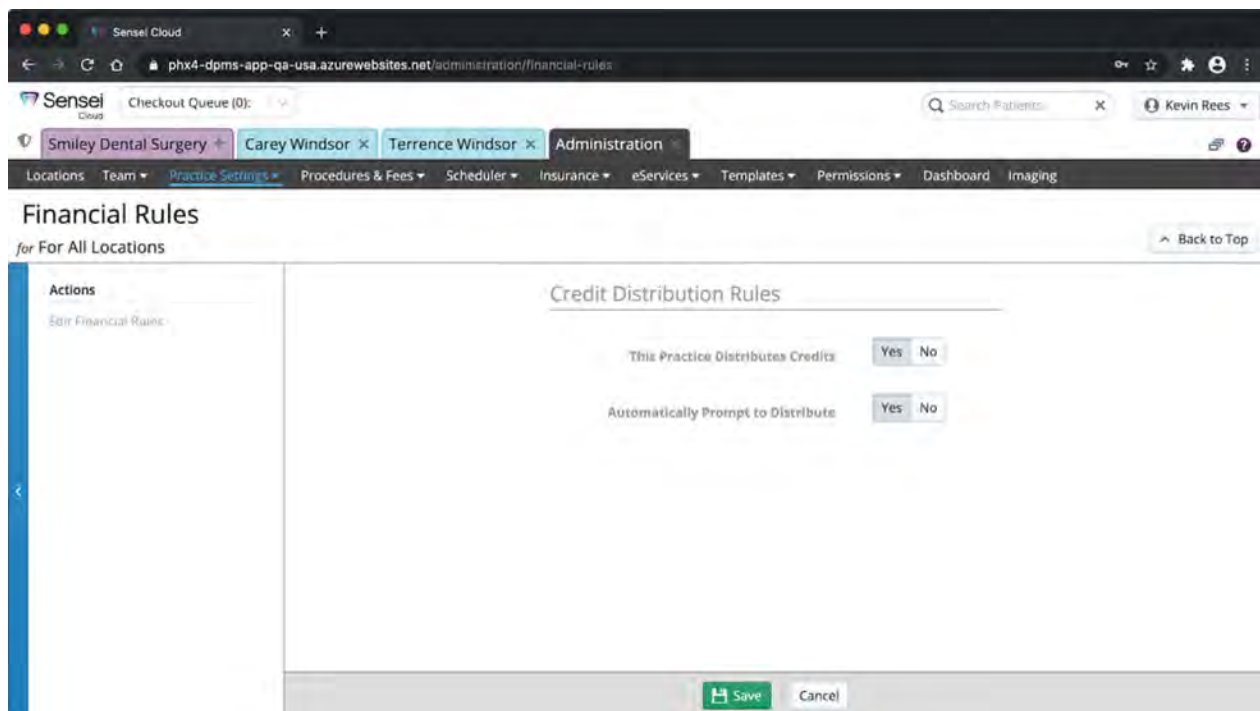 Sensei Cloud
phx4-dpms-app-qa-usa.azurewebsites.net/administration/financial-rules
Sensei Cloud Checkout Queue (0): Search Patients Kevin Rees
Smiley Dental Surgery Carey Windsor Terrence Windsor Administration
Locations Team Practice Settings Procedures & Fees Scheduler Insurance eServices Templates Permissions Dashboard Imaging
Financial Rules
for For All Locations
Back to Top
Actions
Edit Financial Rules
Credit Distribution Rules
This Practice Distributes Credits Yes No
Automatically Prompt to Distribute Yes No
Save Cancel